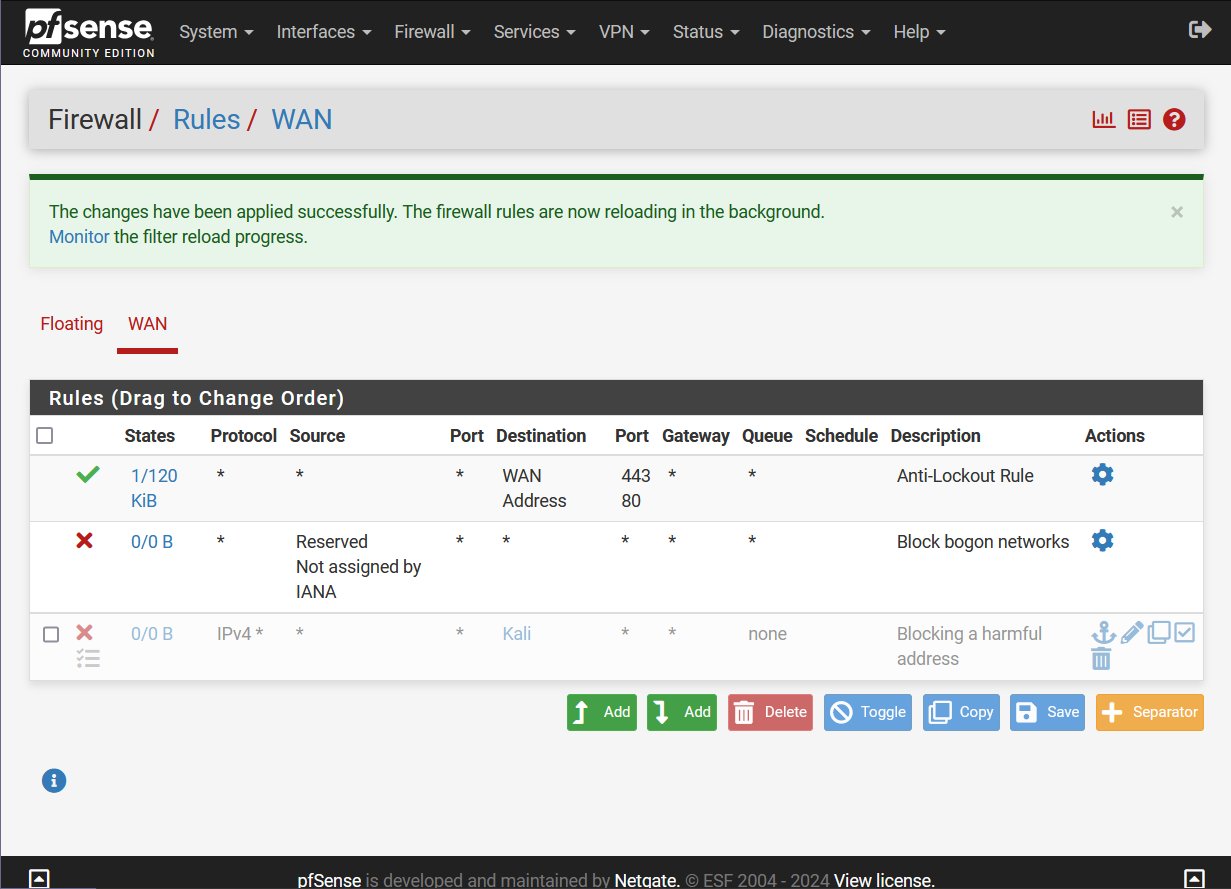 pfsense
COMMUNITY EDITION
System Interfaces Firewall Services VPN Status Diagnostics Help
Firewall / Rules / WAN
The changes have been applied successfully. The firewall rules are now reloading in the background.
Monitor the filter reload progress.
×
Floating WAN
Rules (Drag to Change Order)
States Protocol Source Port Destination Port Gateway Queue Schedule Description Actions
1/120 * * * WAN 443 * * Anti-Lockout Rule
KiB Address 80
0/0 B * Reserved * * * * * Block bogon networks
Not assigned by
IANA
0/0 B IPv4 * * * Kali * * none Blocking a harmful
address
Add Add Delete Toggle Copy Save Separator
pfSense is developed and maintained by Netgate. © ESF 2004 - 2024 View license.